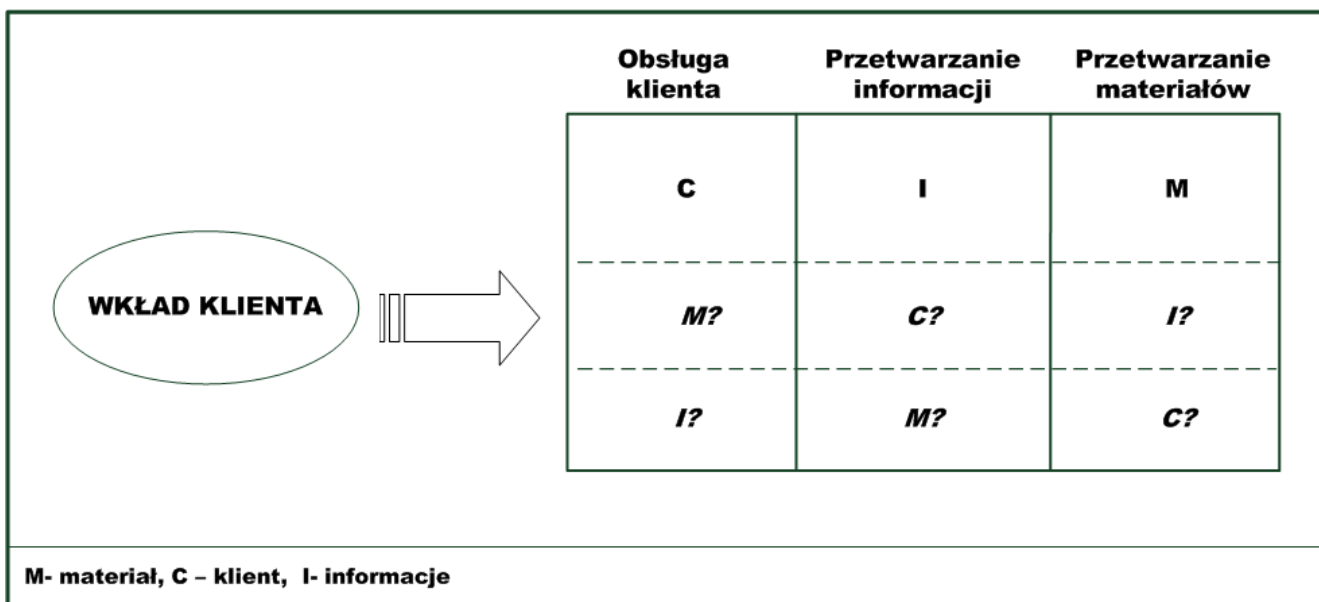 Obsługa klienta
Przetwarzanie informacji
Przetwarzanie materiałów
C I M
WKŁAD KLIENTA
M? C? I?
I? M? C?
M- materiał, C – klient, I- informacje